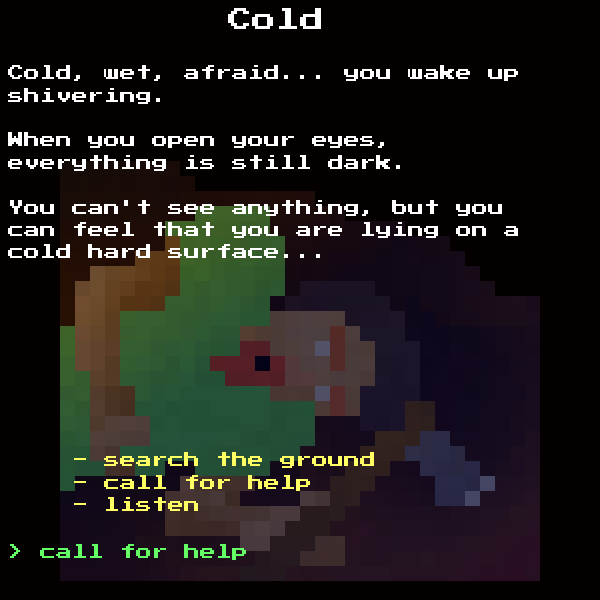 Cold
Cold, wet, afraid... you wake up
shivering.
When you open your eyes,
everything is still dark.
You can't see anything, but you
can feel that you are lying on a
cold hard surface...
- search the ground
- call for help
- listen
> call for help